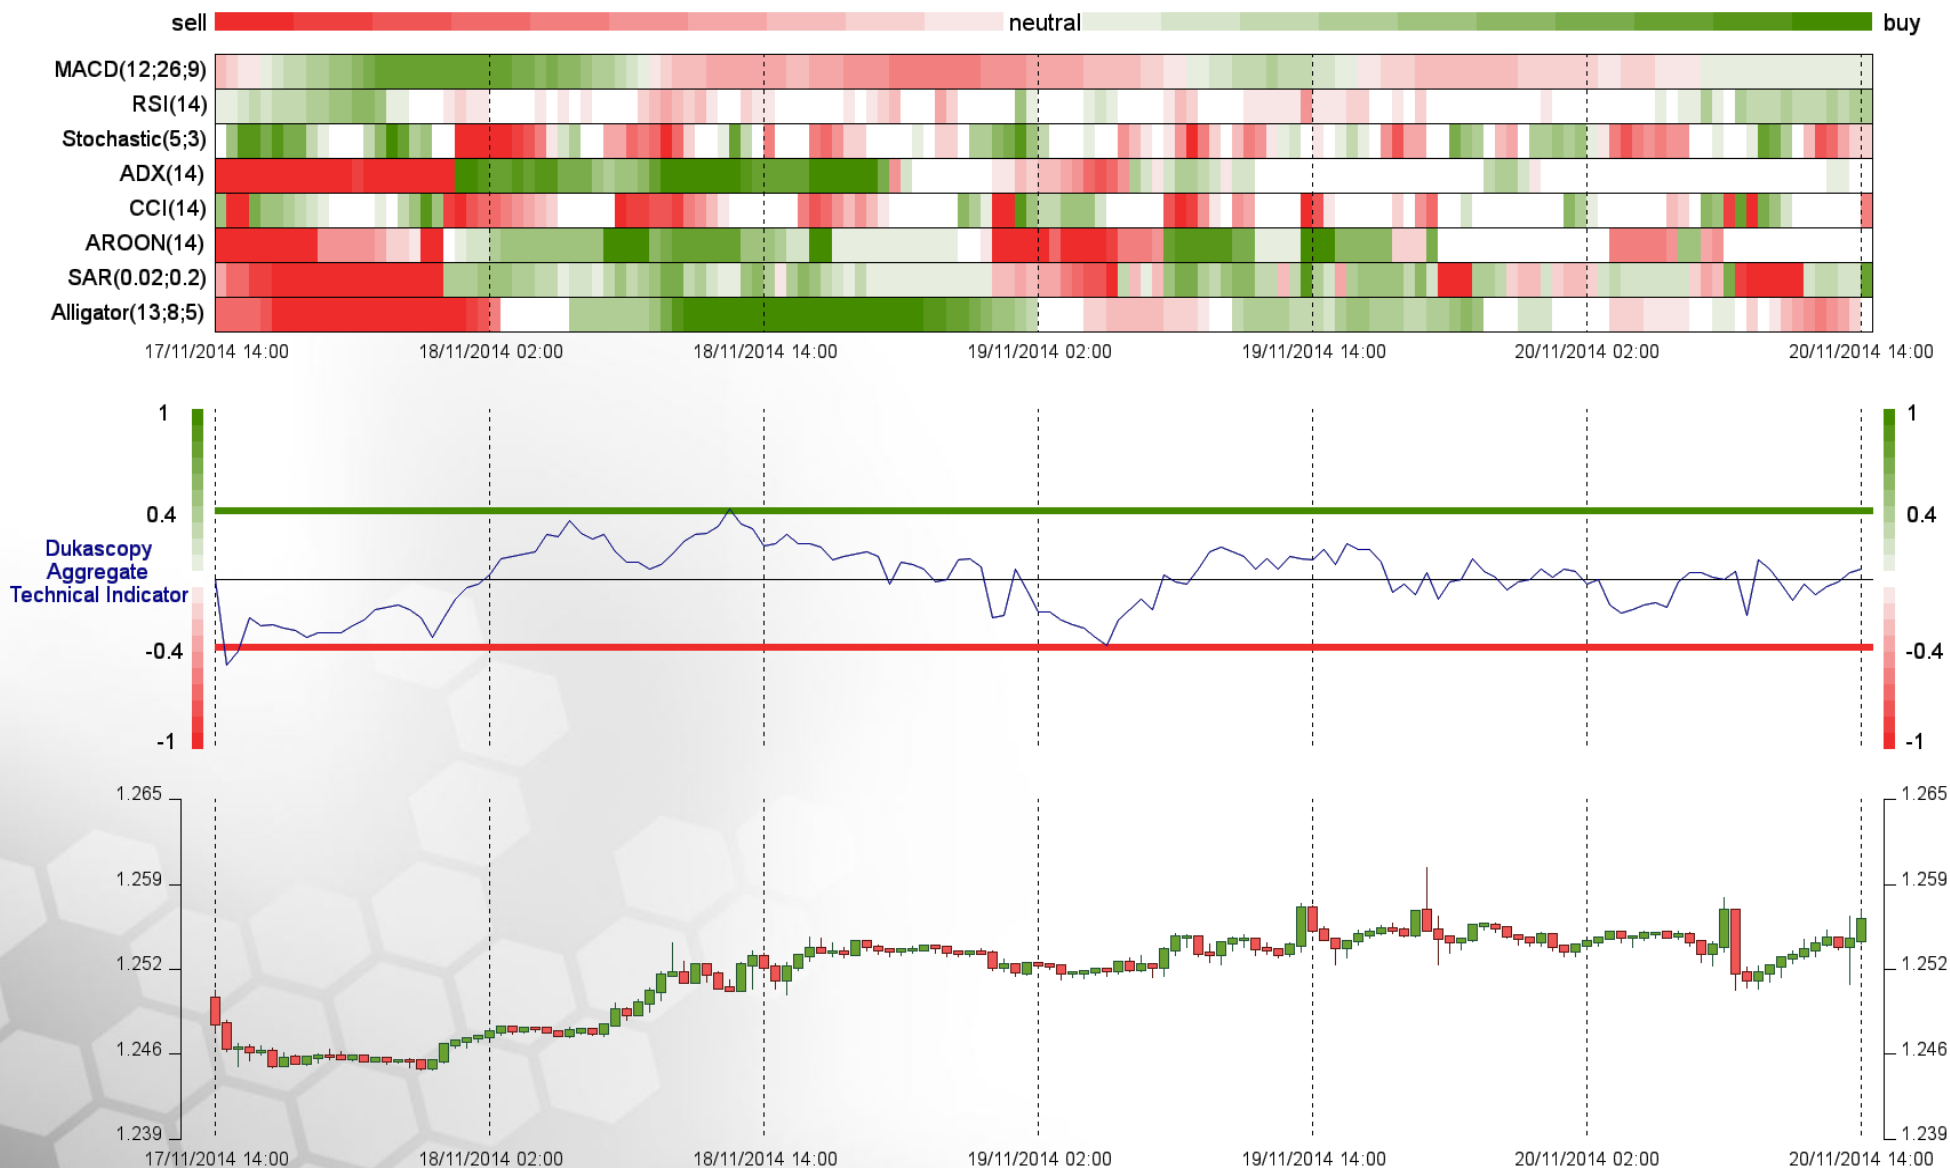 sell neutral buy
MACD(12;26;9)
RSI(14)
Stochastic(5;3)
ADX(14)
CCI(14)
AROON(14)
SAR(0.02;0.2)
Alligator(13;8;5)
17/11/2014 14:00 18/11/2014 02:00 18/11/2014 14:00 19/11/2014 02:00 19/11/2014 14:00 20/11/2014 02:00 20/11/2014 14:00
1 1
0.4 0.4
Dukascopy
Aggregate
Technical Indicator
-0.4 -0.4
-1 -1
1.265 1.265
1.259 1.259
1.252 1.252
1.246 1.246
1.239 1.239
17/11/2014 14:00 18/11/2014 02:00 18/11/2014 14:00 19/11/2014 02:00 19/11/2014 14:00 20/11/2014 02:00 20/11/2014 14:00